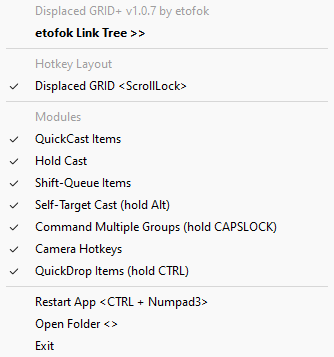 Displaced GRID+ v1.0.7 by etofok
etofok Link Tree >>
Hotkey Layout
Displaced GRID <ScrollLock>
Modules
QuickCast Items
Hold Cast
Shift-Queue Items
Self-Target Cast (hold Alt)
Command Multiple Groups (hold CAPSLOCK)
Camera Hotkeys
QuickDrop Items (hold CTRL)
Restart App <CTRL + Numpad3>
Open Folder <>
Exit